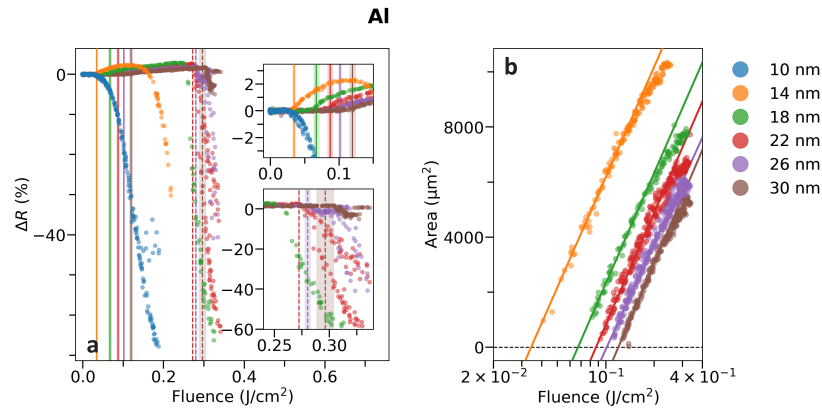 Al
ΔR (%)
0
−40
a
0.0 0.2 0.4 0.6
Fluence (J/cm²)
2
0
−2
0.0 0.1
0
−20
−40
−60
0.25 0.30
b
Area (μm²)
8000
4000
0
2 × 10⁻² 10⁻¹ 4 × 10⁻¹
Fluence (J/cm²)
10 nm
14 nm
18 nm
22 nm
26 nm
30 nm